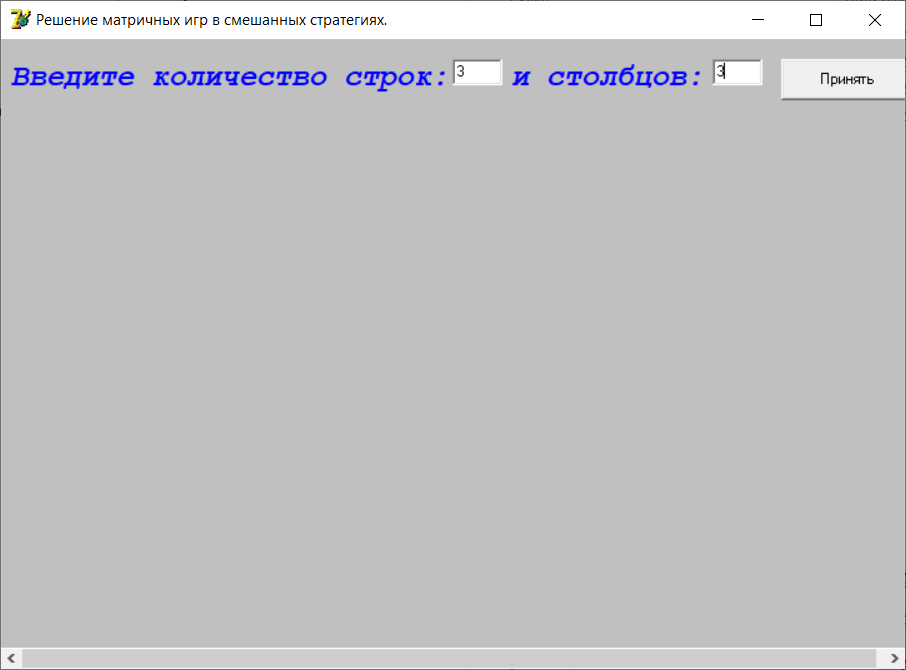 Решение матричных игр в смешанных стратегиях.
Введите количество строк: 3 и столбцов: 3 Принять